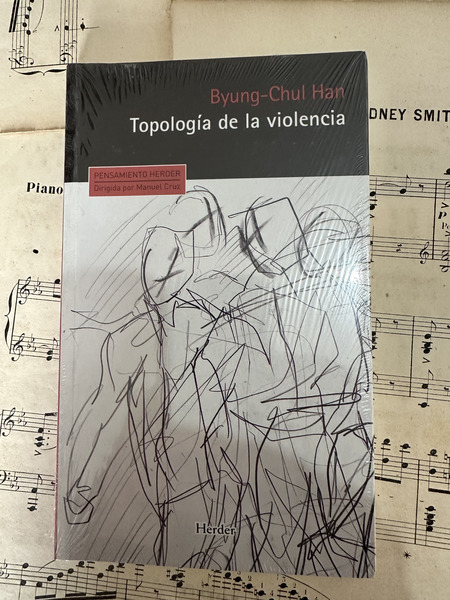 Byung-Chul Han
Topología de la violencia
PENSAMIENTO HERDER
Dirigida por Manuel Cruz
Herder
DNEY SMIT
Piano